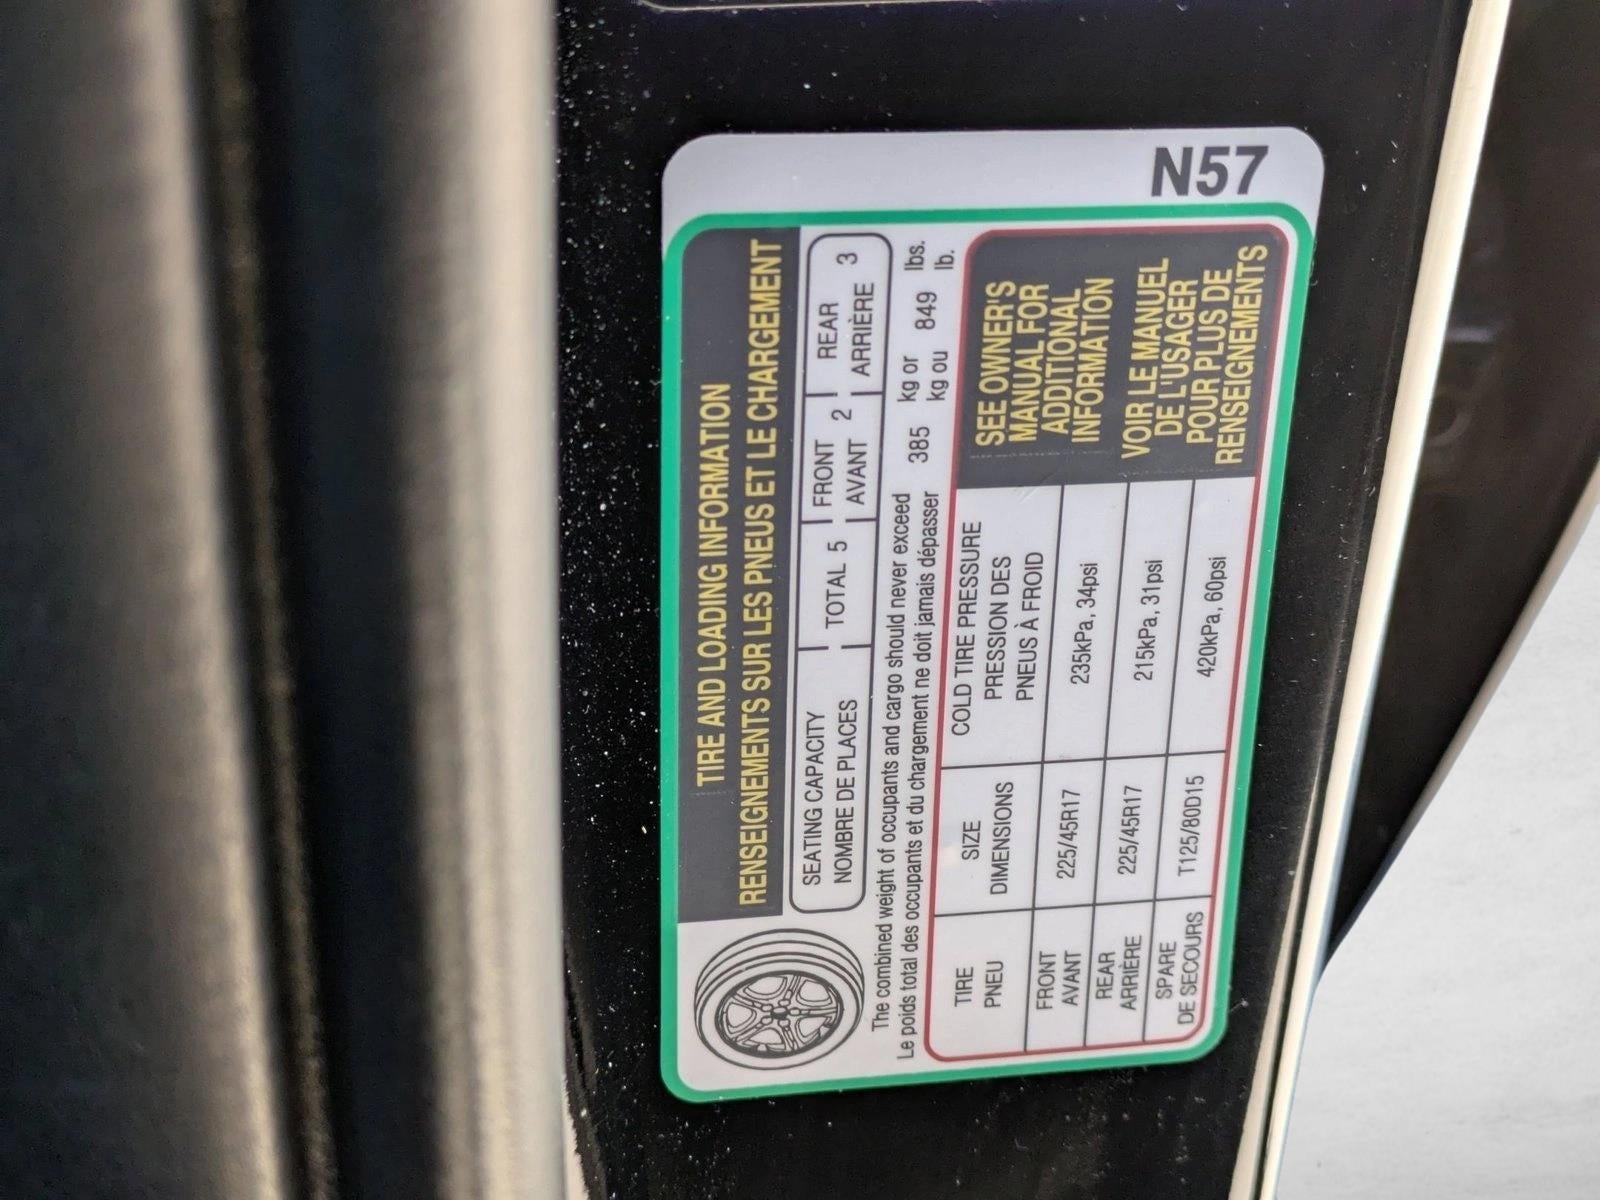 N57
TIRE AND LOADING INFORMATION
RENSEIGNEMENTS SUR LES PNEUS ET LE CHARGEMENT
SEATING CAPACITY
NOMBRE DE PLACES
TOTAL 5
FRONT
AVANT 2
REAR
ARRIÈRE 3
The combined weight of occupants and cargo should never exceed 385 kg or 849 lbs.
Le poids total des occupants et du chargement ne doit jamais dépasser kg ou lb.
TIRE
PNEU
SIZE
DIMENSIONS
COLD TIRE PRESSURE
PRESSION DES
PNEUS À FROID
FRONT
AVANT
225/45R17
235kPa, 34psi
REAR
ARRIÈRE
225/45R17
215kPa, 31psi
SPARE
DE SECOURS
T125/80D15
420kPa, 60psi
SEE OWNER'S
MANUAL FOR
ADDITIONAL
INFORMATION
VOIR LE MANUEL
DE L'USAGER
POUR PLUS DE
RENSEIGNEMENTS